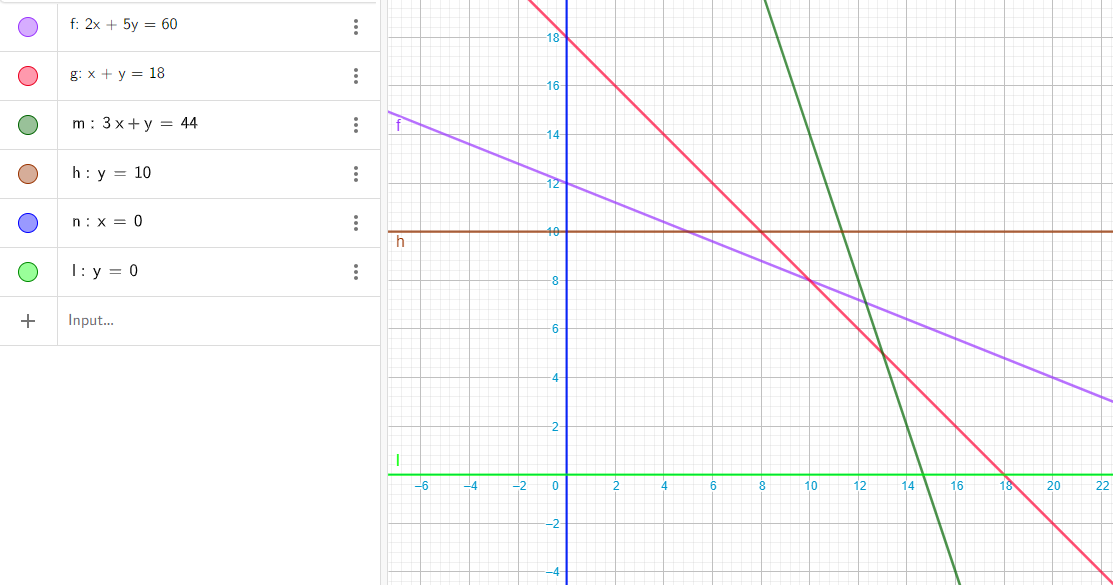 f: 2x + 5y = 60
g: x + y = 18
m : 3 x + y = 44
h : y = 10
n : x = 0
l : y = 0
+ Input...
18
16
14
f
12
10
h
8
6
4
2
l
−6 −4 −2 0 2 4 6 8 10 12 14 16 18 20 22
−2
−4